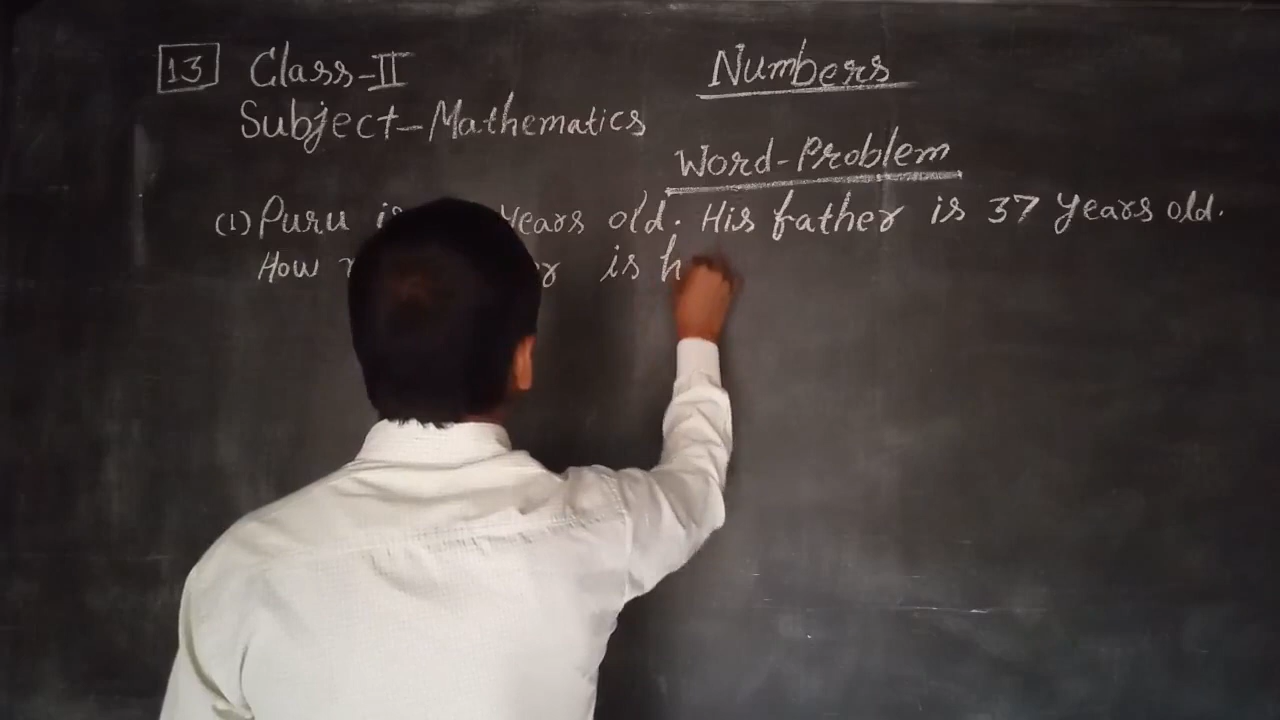 13 Class-II
Numbers
Subject-Mathematics
Word-Problem
(1) Puru is years old. His father is 37 years old.
How is